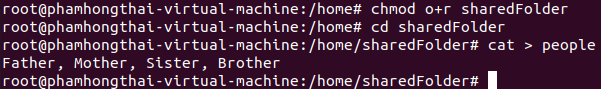 root@phamhongthai-virtual-machine:/home# chmod o+r sharedFolder
root@phamhongthai-virtual-machine:/home# cd sharedFolder
root@phamhongthai-virtual-machine:/home/sharedFolder# cat > people
Father, Mother, Sister, Brother
root@phamhongthai-virtual-machine:/home/sharedFolder#